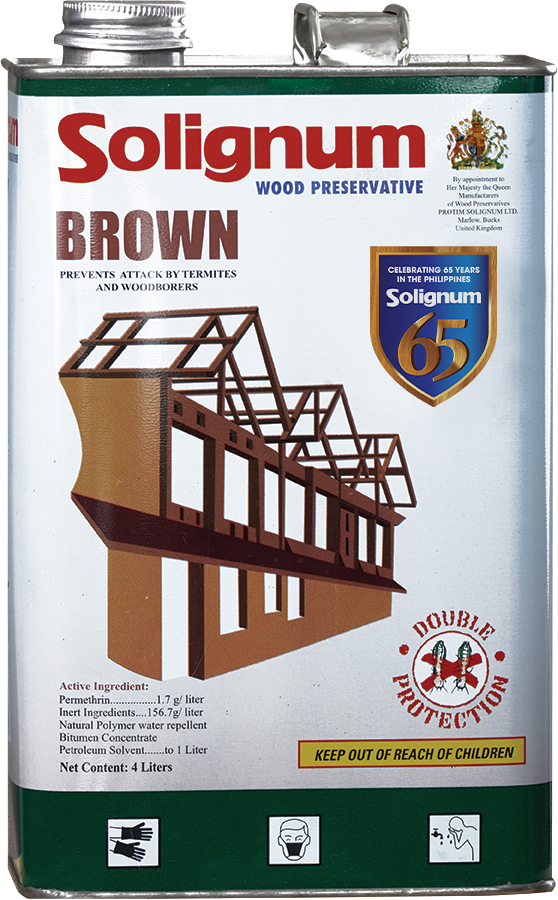 Solignum
WOOD PRESERVATIVE
BROWN
PREVENTS ATTACK BY TERMITES
AND WOODBORERS
By appointment to
Her Majesty the Queen
Manufacturers
of Wood Preservatives
PROTIM SOLIGNUM LTD.
Marlow, Bucks
United Kingdom
CELEBRATING 65 YEARS
IN THE PHILIPPINES
Solignum
65
DOUBLE
PROTECTION
Active Ingredient:
Permethrin................1.7 g/ liter
Inert Ingredients....156.7g/ liter
Natural Polymer water repellent
Bitumen Concentrate
Petroleum Solvent.......to 1 Liter
Net Content: 4 Liters
KEEP OUT OF REACH OF CHILDREN